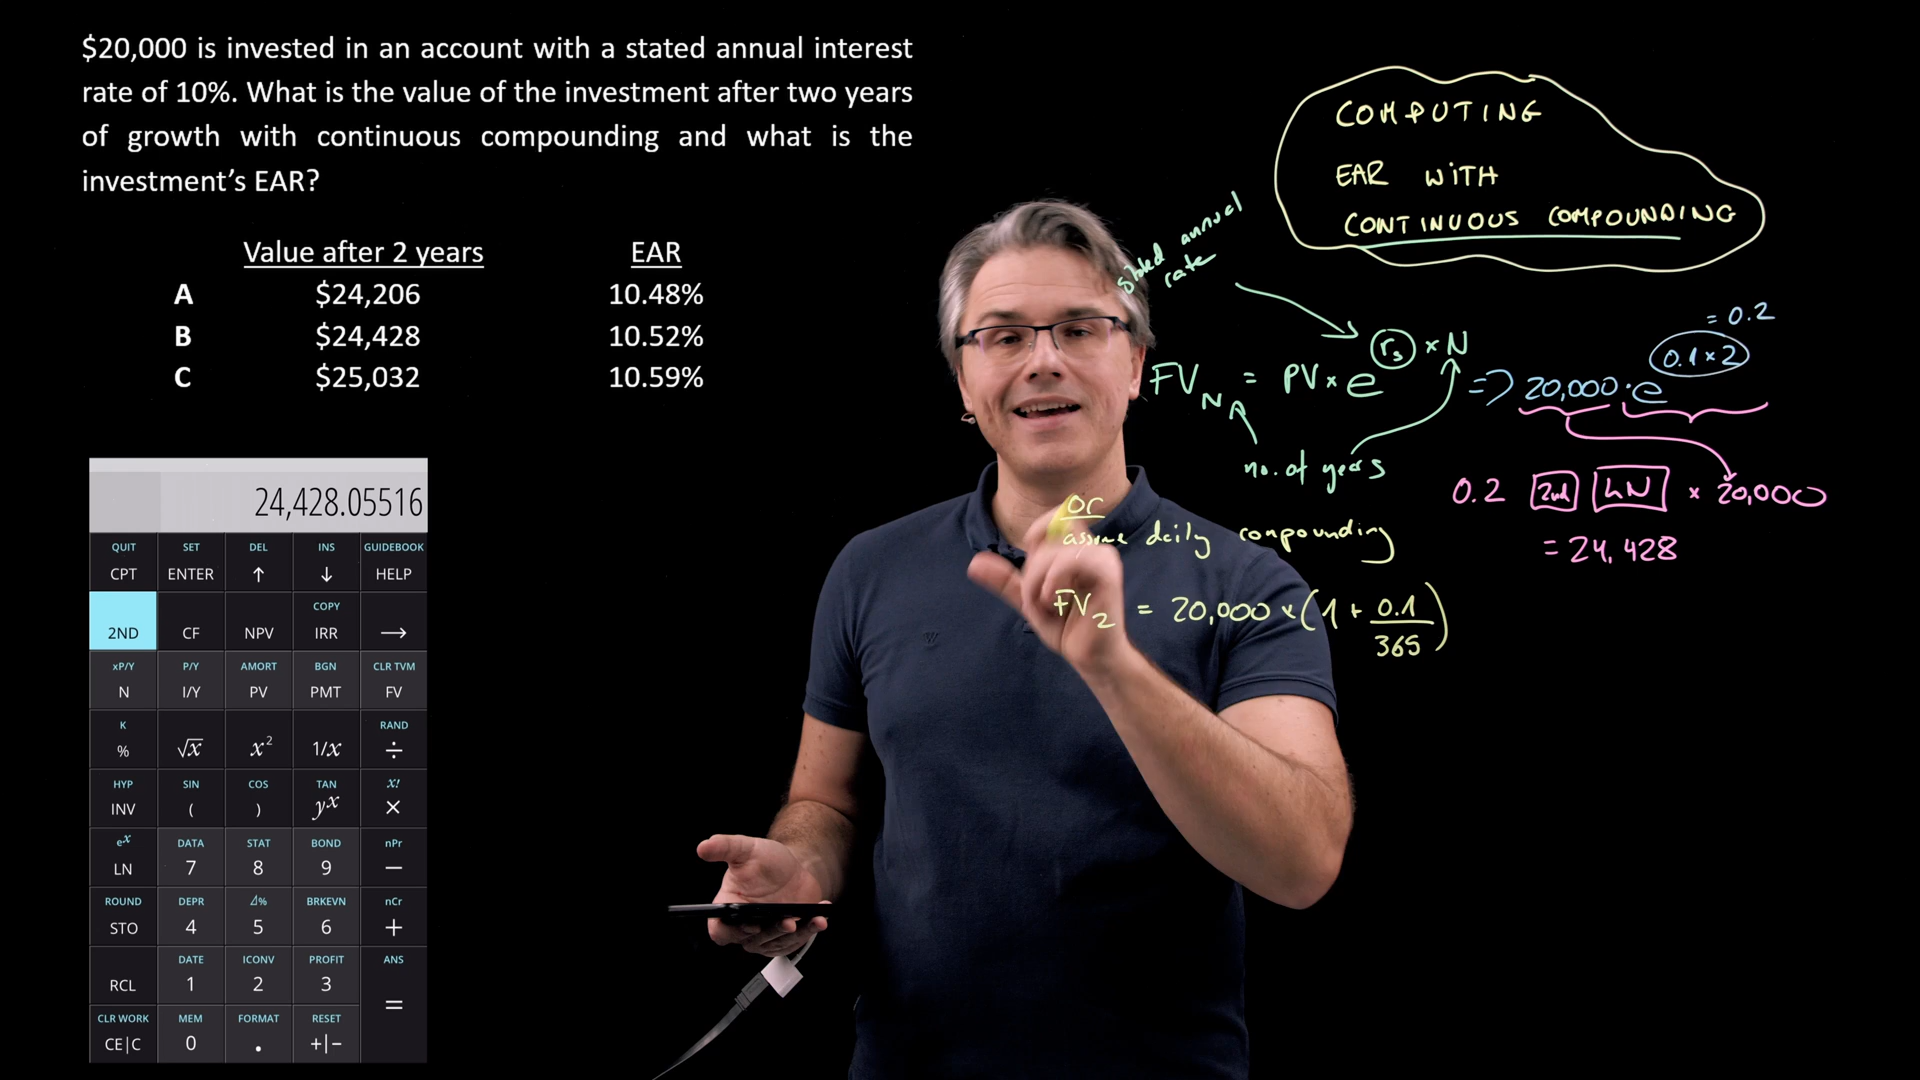 $20,000 is invested in an account with a stated annual interest
rate of 10%. What is the value of the investment after two years
of growth with continuous compounding and what is the
investment's EAR?
Value after 2 years EAR
A $24,206 10.48%
B $24,428 10.52%
C $25,032 10.59%
COMPUTING
EAR WITH
CONTINUOUS COMPOUNDING
stated annual
rate
FV_N = PV × e^(r_s × N) => 20,000 · e^(0.1 × 2)
= 0.2
no. of years
0.2 2nd LN × 20,000
= 24,428
or
assume daily compounding
FV_2 = 20,000 × (1 + 0.1/365)
24,428.05516
QUIT SET DEL INS GUIDEBOOK
CPT ENTER ↑ ↓ HELP
COPY
2ND CF NPV IRR →
xP/Y P/Y AMORT BGN CLR TVM
N I/Y PV PMT FV
K RAND
% √x x² 1/x ÷
HYP SIN COS TAN x!
INV ( ) yˣ ×
eˣ DATA STAT BOND nPr
LN 7 8 9 −
ROUND DEPR Δ% BRKEVN nCr
STO 4 5 6 +
DATE ICONV PROFIT ANS
RCL 1 2 3 =
CLR WORK MEM FORMAT RESET
CE|C 0 . +|−